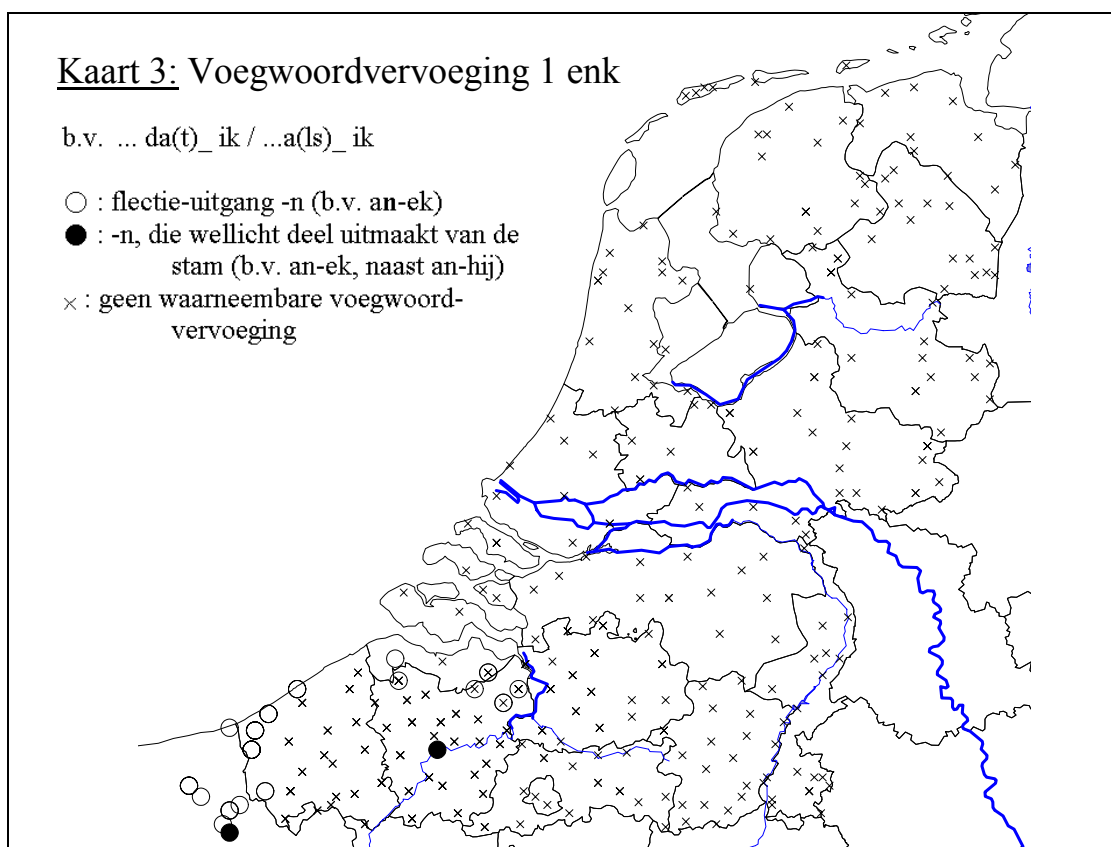 Kaart 3: Voegwoordvervoeging 1 enk
b.v. ... da(t)_ ik / ...a(ls)_ ik
○ : flectie-uitgang -n (b.v. an-ek)
● : -n, die wellicht deel uitmaakt van de
stam (b.v. an-ek, naast an-hij)
× : geen waarneembare voegwoord-
vervoeging